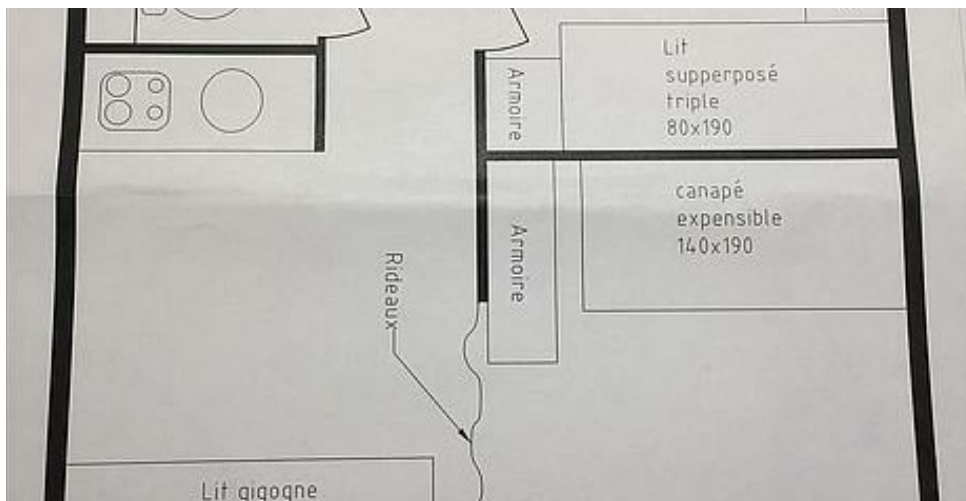 Armoire
Lit
supperposé
triple
80x190
canapé
expensible
140x190
Armoire
Rideaux
Lit gigogne